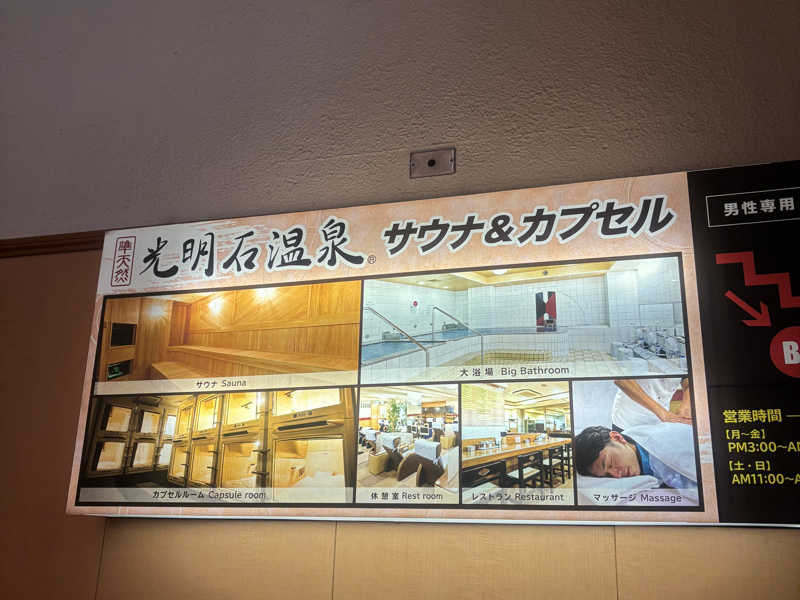 準天然
光明石温泉®
サウナ&カプセル
サウナ Sauna
大浴場 Big Bathroom
カプセルルーム Capsule room
休憩室 Rest room
レストラン Restaurant
マッサージ Massage
男性専用
B
営業時間
【月~金】
PM3:00~A
【土・日】
AM11:00~A